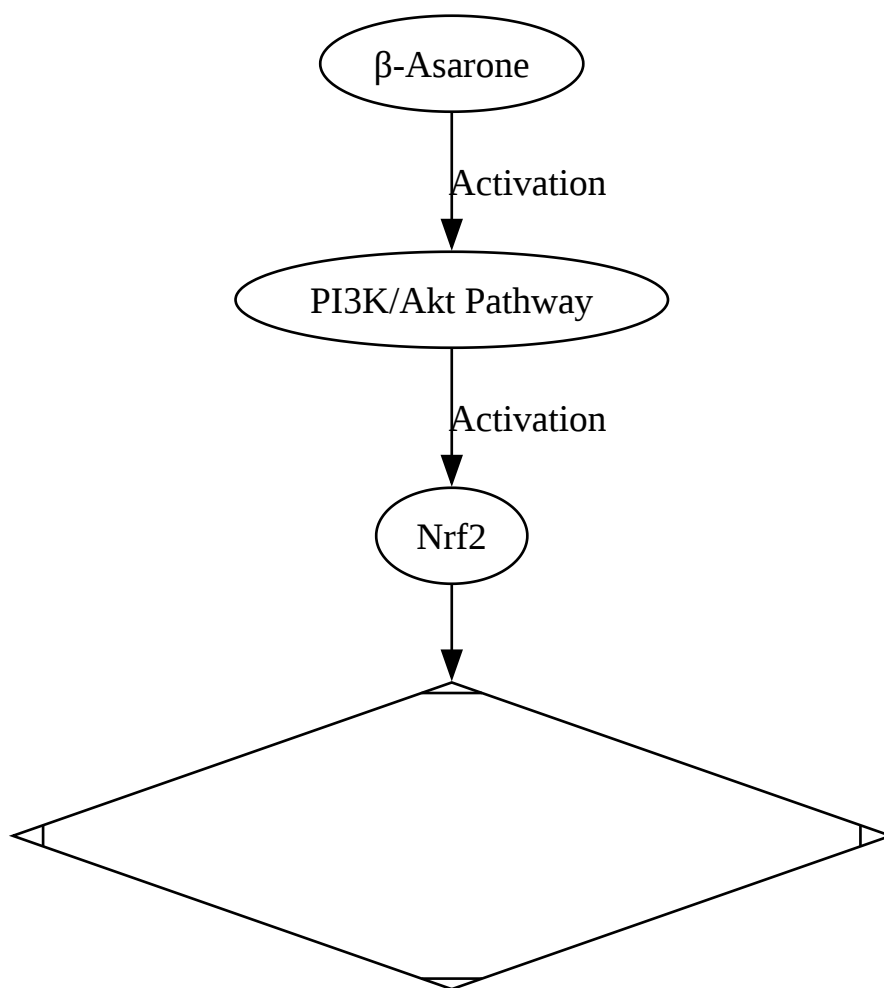 β-Asarone
Activation
PI3K/Akt Pathway
Activation
Nrf2